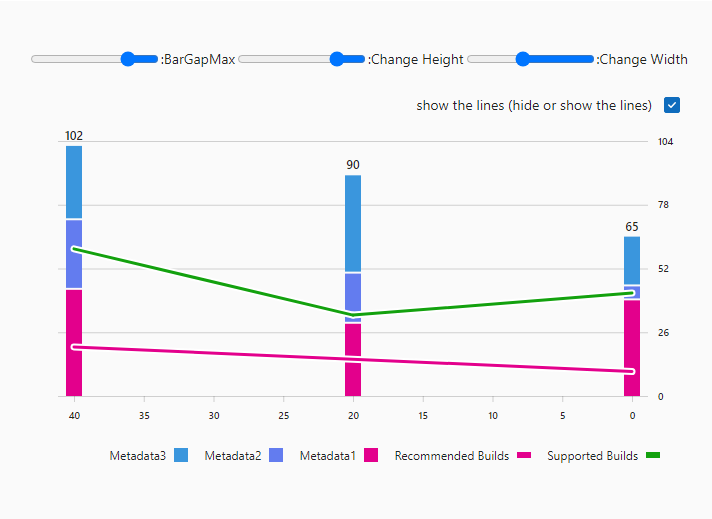 :BarGapMax :Change Height :Change Width
show the lines (hide or show the lines)
102
104
90
78
65
52
26
0
40 35 30 25 20 15 10 5 0
Metadata3 Metadata2 Metadata1 Recommended Builds Supported Builds